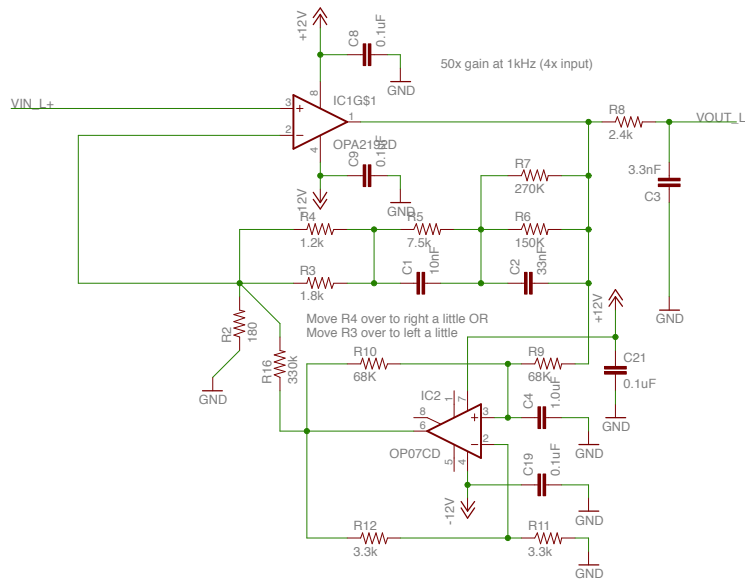 +12V
C8
0.1uF
GND
50x gain at 1kHz (4x input)
VIN_L+
3
8
IC1G$1
1
2
4
OPA2192D
R8
2.4k
VOUT_L
C9
0.1uF
GND
12V
R7
270K
3.3nF
C3
R4
1.2k
R5
7.5k
R6
150K
R3
1.8k
C1
10nF
C2
33nF
Move R4 over to right a little OR
Move R3 over to left a little
+12V
GND
R2
180
R16
330k
GND
R10
68K
R9
68K
C21
0.1uF
GND
IC2
1
7
8
3
6
2
5
4
OP07CD
C4
1.0uF
GND
C19
0.1uF
GND
-12V
R12
3.3k
R11
3.3k
GND